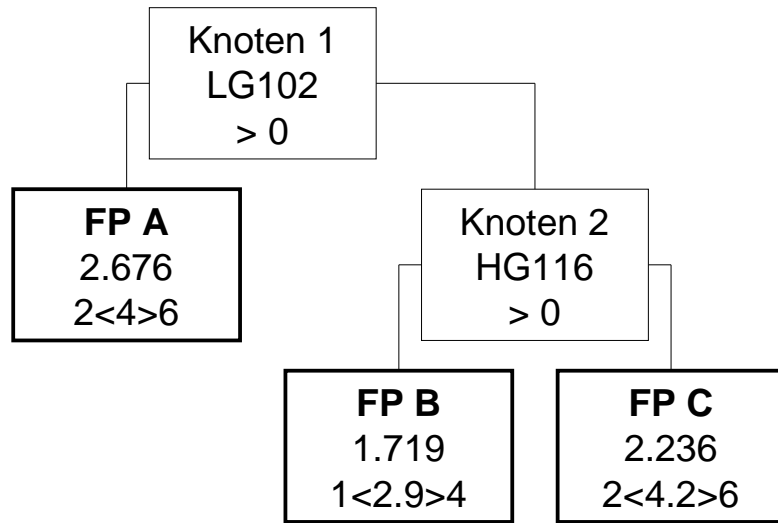 Knoten 1
LG102
> 0
FP A
2.676
2<4>6
Knoten 2
HG116
> 0
FP B
1.719
1<2.9>4
FP C
2.236
2<4.2>6